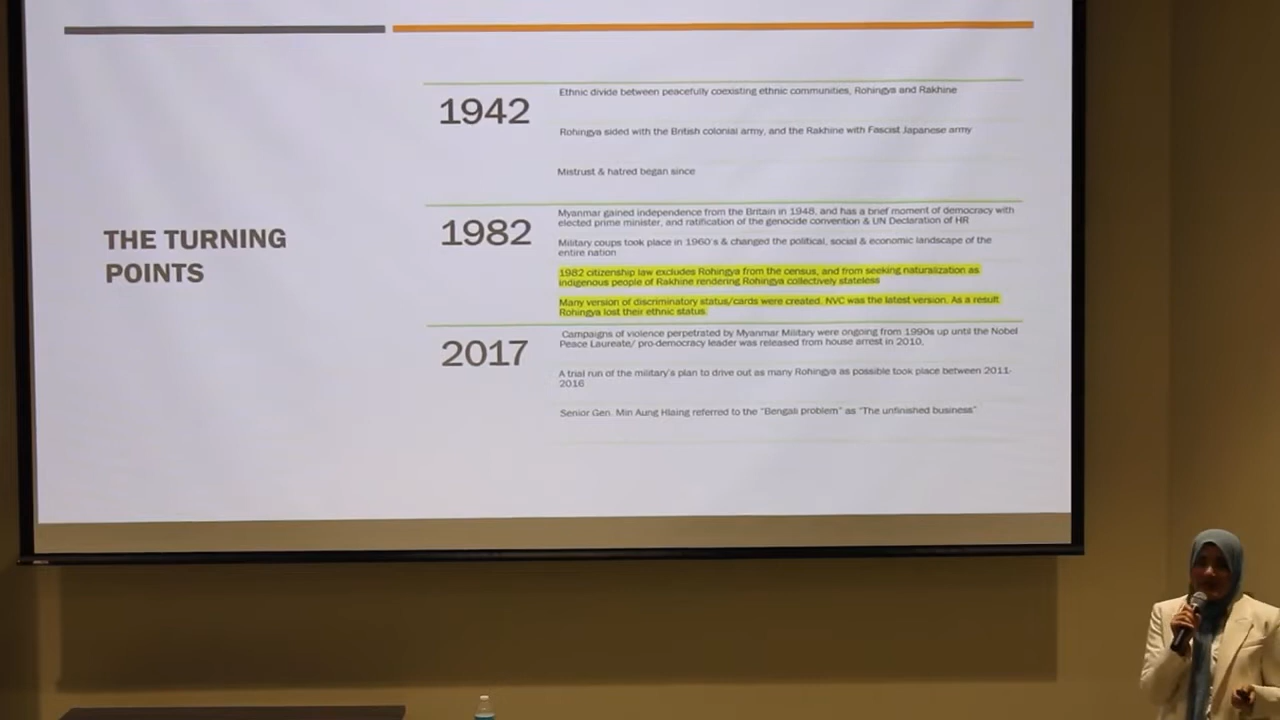 THE TURNING
POINTS
1942
Ethnic divide between peacefully coexisting ethnic communities, Rohingya and Rakhine
Rohingya sided with the British colonial army, and the Rakhine with Fascist Japanese army
Mistrust & hatred began since
1982
Myanmar gained independence from the Britain in 1948, and has a brief moment of democracy with
elected prime minister, and ratification of the genocide convention & UN Declaration of HR
Military coups took place in 1960's & changed the political, social & economic landscape of the
entire nation
1982 citizenship law excludes Rohingya from the census, and from seeking naturalization as
indigenous people of Rakhine rendering Rohingya collectively stateless
Many version of discriminatory status/cards were created. NVC was the latest version. As a result
Rohingya lost their ethnic status.
2017
Campaigns of violence perpetrated by Myanmar Military were ongoing from 1990s up until the Nobel
Peace Laureate/ pro-democracy leader was released from house arrest in 2010.
A trial run of the military's plan to drive out as many Rohingya as possible took place between 2011-
2016
Senior Gen. Min Aung Hlaing referred to the "Bengali problem" as "The unfinished business"